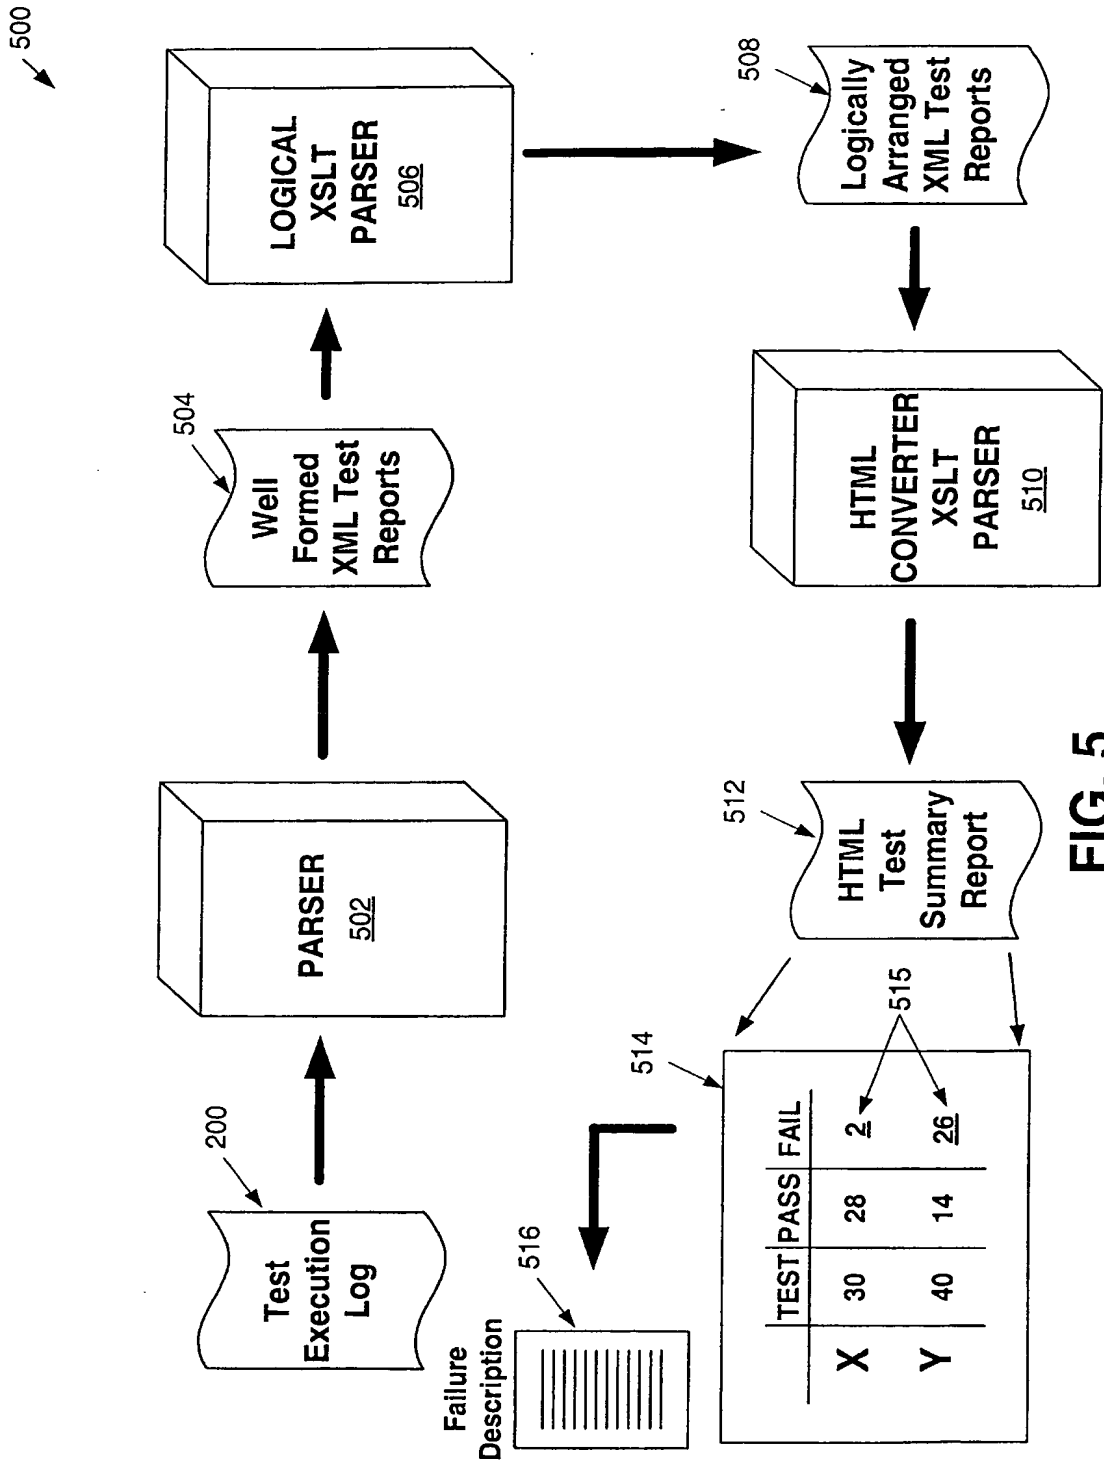 500
Test
Execution
Log
200
PARSER
502
Well
Formed
XML Test
Reports
504
LOGICAL
XSLT
PARSER
506
Logically
Arranged
XML Test
Reports
508
HTML
CONVERTER
XSLT
PARSER
510
HTML
Test
Summary
Report
512
514
TEST PASS FAIL
X 30 28 2
Y 40 14 26
515
Failure
Description
516
FIG. 5